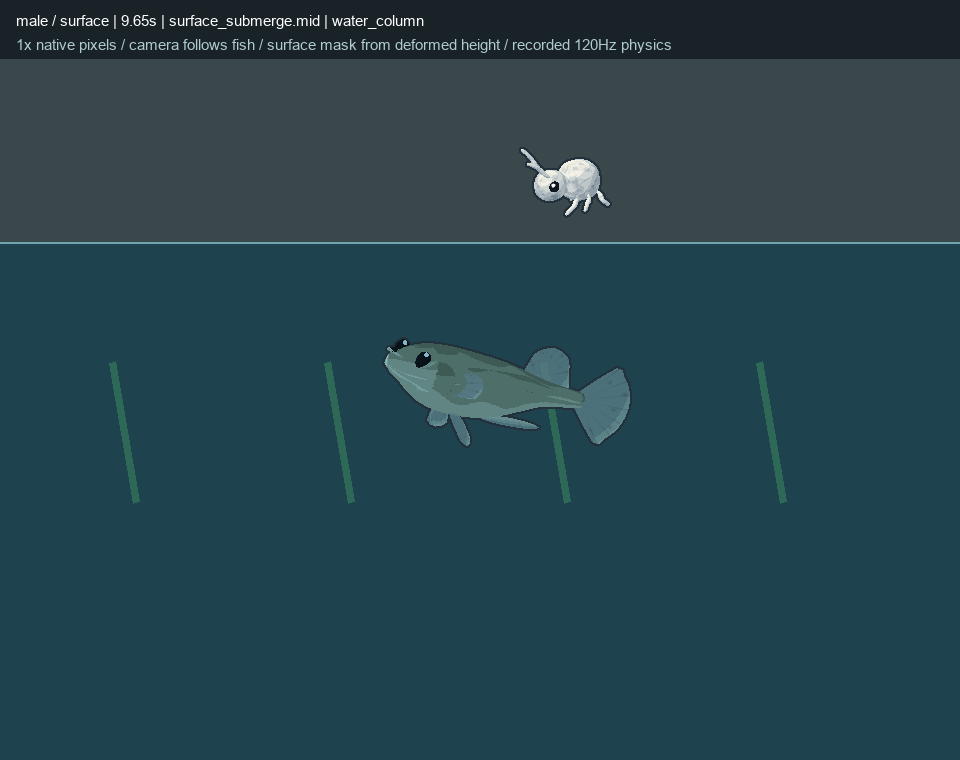 male / surface | 9.65s | surface_submerge.mid | water_column
1x native pixels / camera follows fish / surface mask from deformed height / recorded 120Hz physics